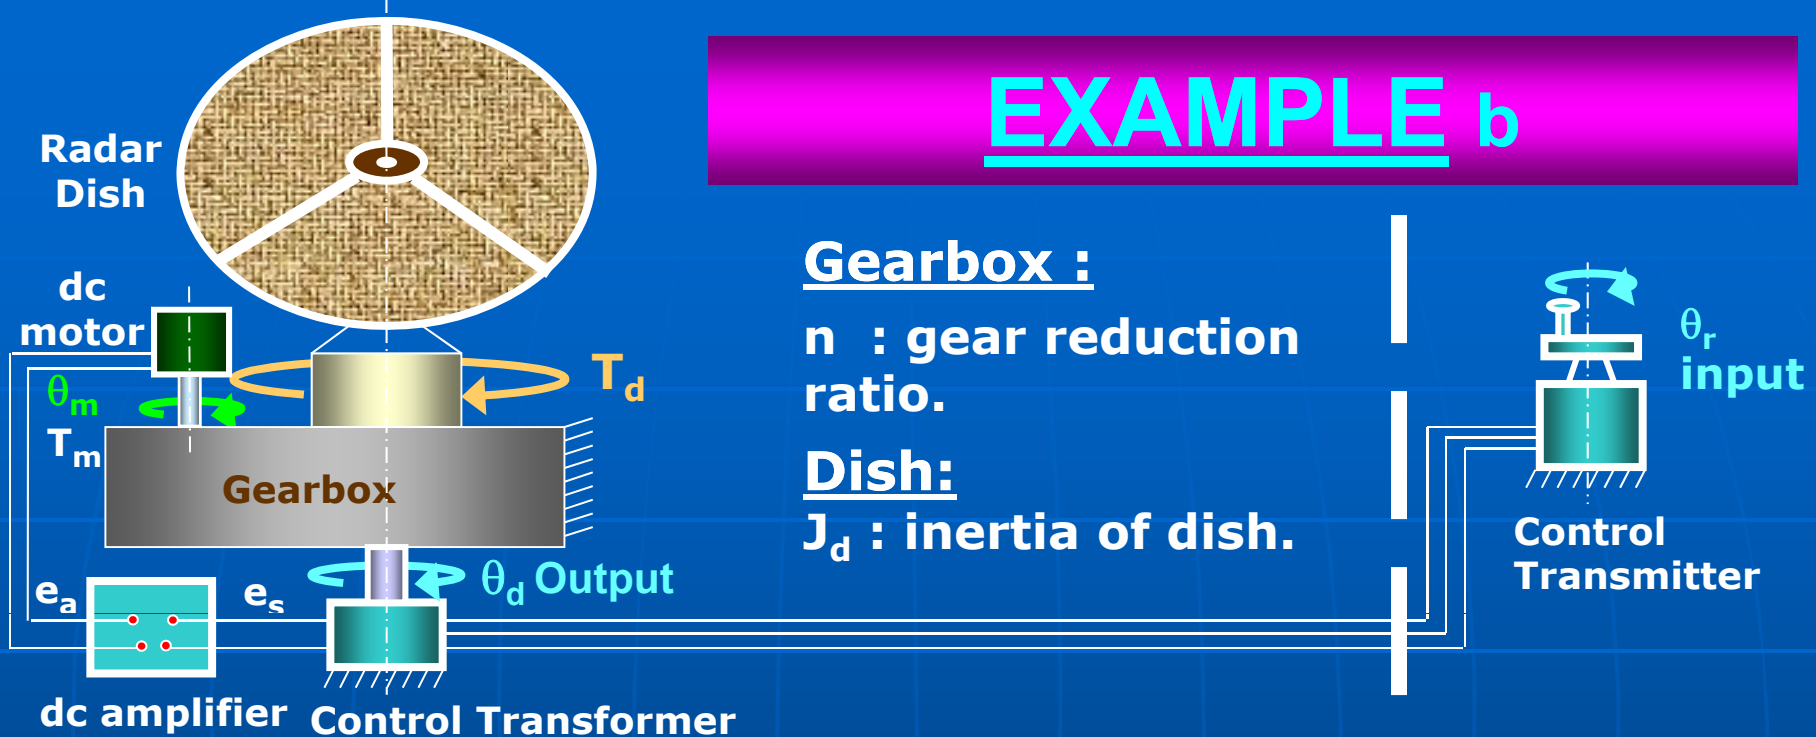 EXAMPLE b
Radar
Dish
dc
motor
θm
Tm
Td
Gearbox
Gearbox :
n : gear reduction
ratio.
Dish:
Jd : inertia of dish.
θr
input
Control
Transmitter
ea
es
θd Output
dc amplifier
Control Transformer